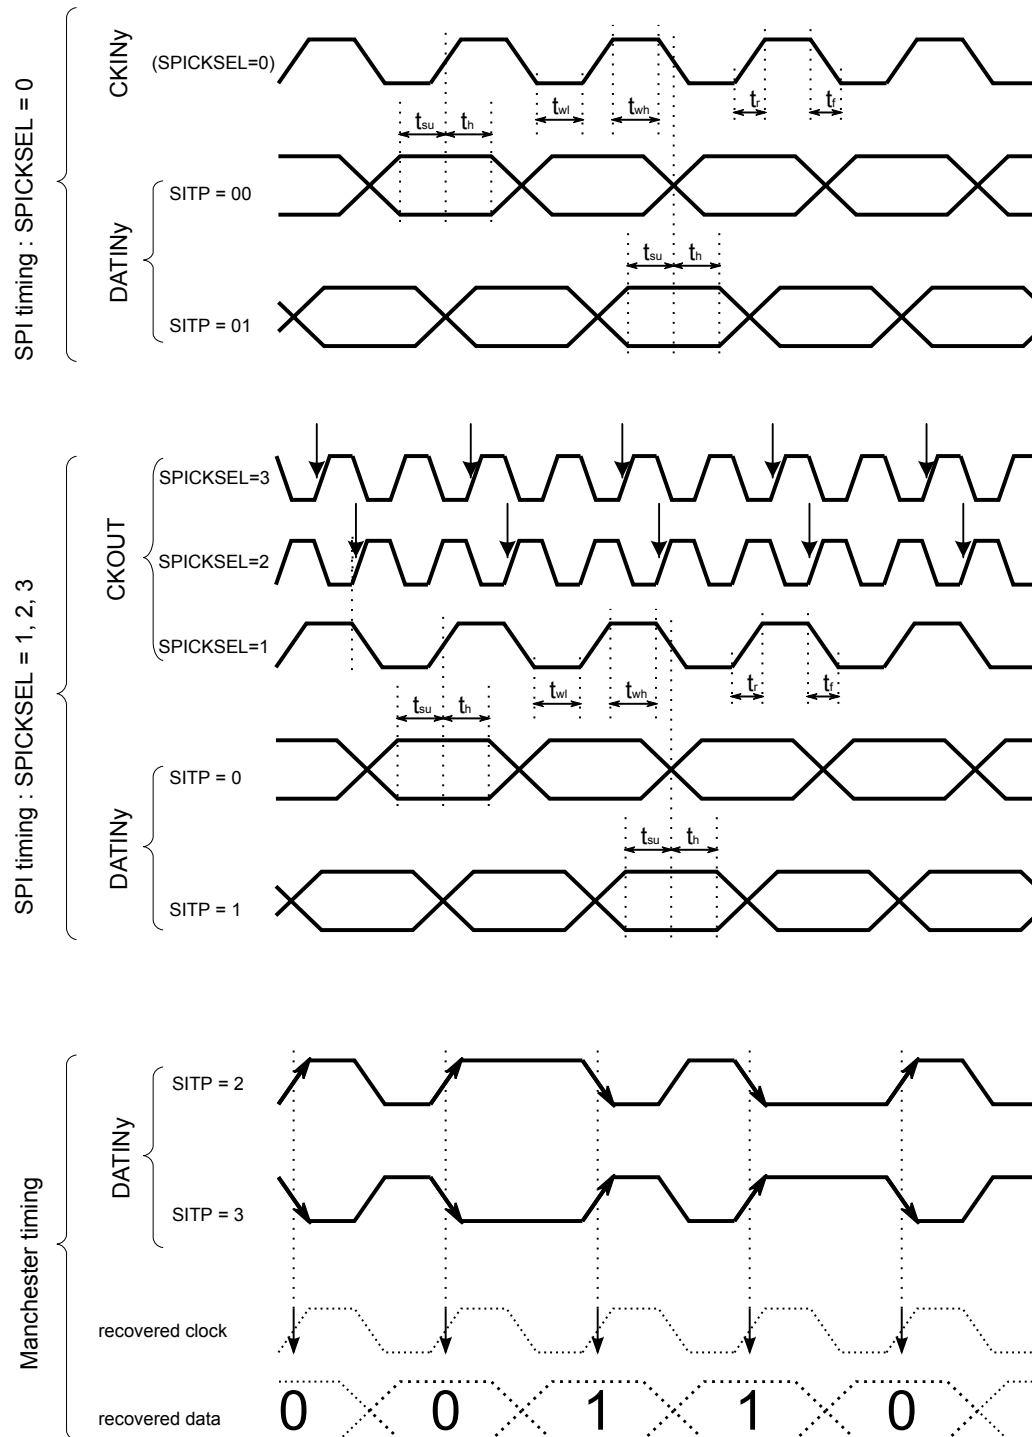 SPI timing : SPICKSEL = 0
CKINy
(SPICKSEL=0)
twl
twh
tr
tf
tsu
th
DATINy
SITP = 00
tsu
th
SITP = 01
SPI timing : SPICKSEL = 1, 2, 3
CKOUT
SPICKSEL=3
SPICKSEL=2
SPICKSEL=1
twl
twh
tr
tf
tsu
th
DATINy
SITP = 0
tsu
th
SITP = 1
Manchester timing
DATINy
SITP = 2
SITP = 3
recovered clock
recovered data
0 0 1 1 0